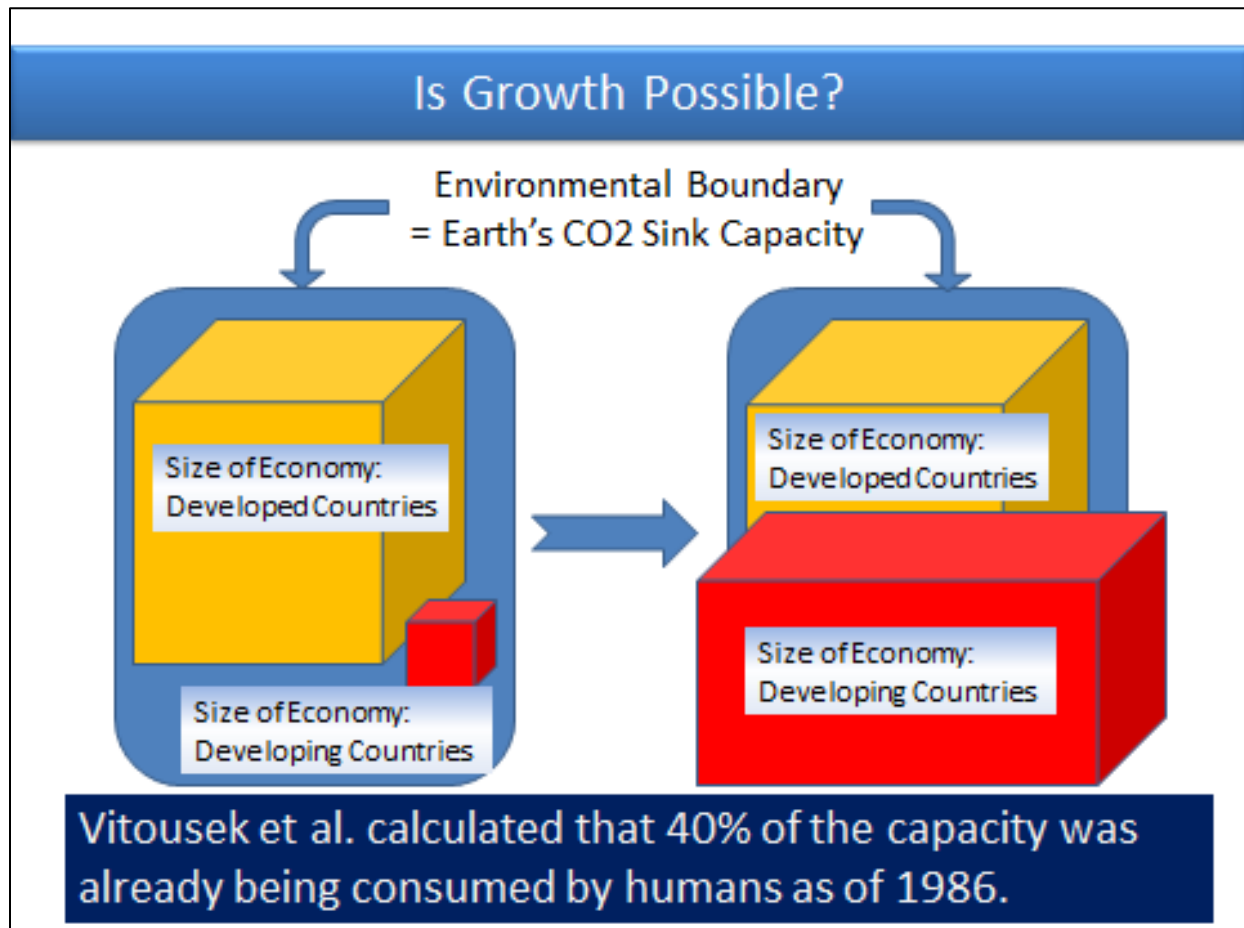 Is Growth Possible?
Environmental Boundary
= Earth's CO2 Sink Capacity
Size of Economy:
Developed Countries
Size of Economy:
Developing Countries
Size of Economy:
Developed Countries
Size of Economy:
Developing Countries
Vitousek et al. calculated that 40% of the capacity was
already being consumed by humans as of 1986.